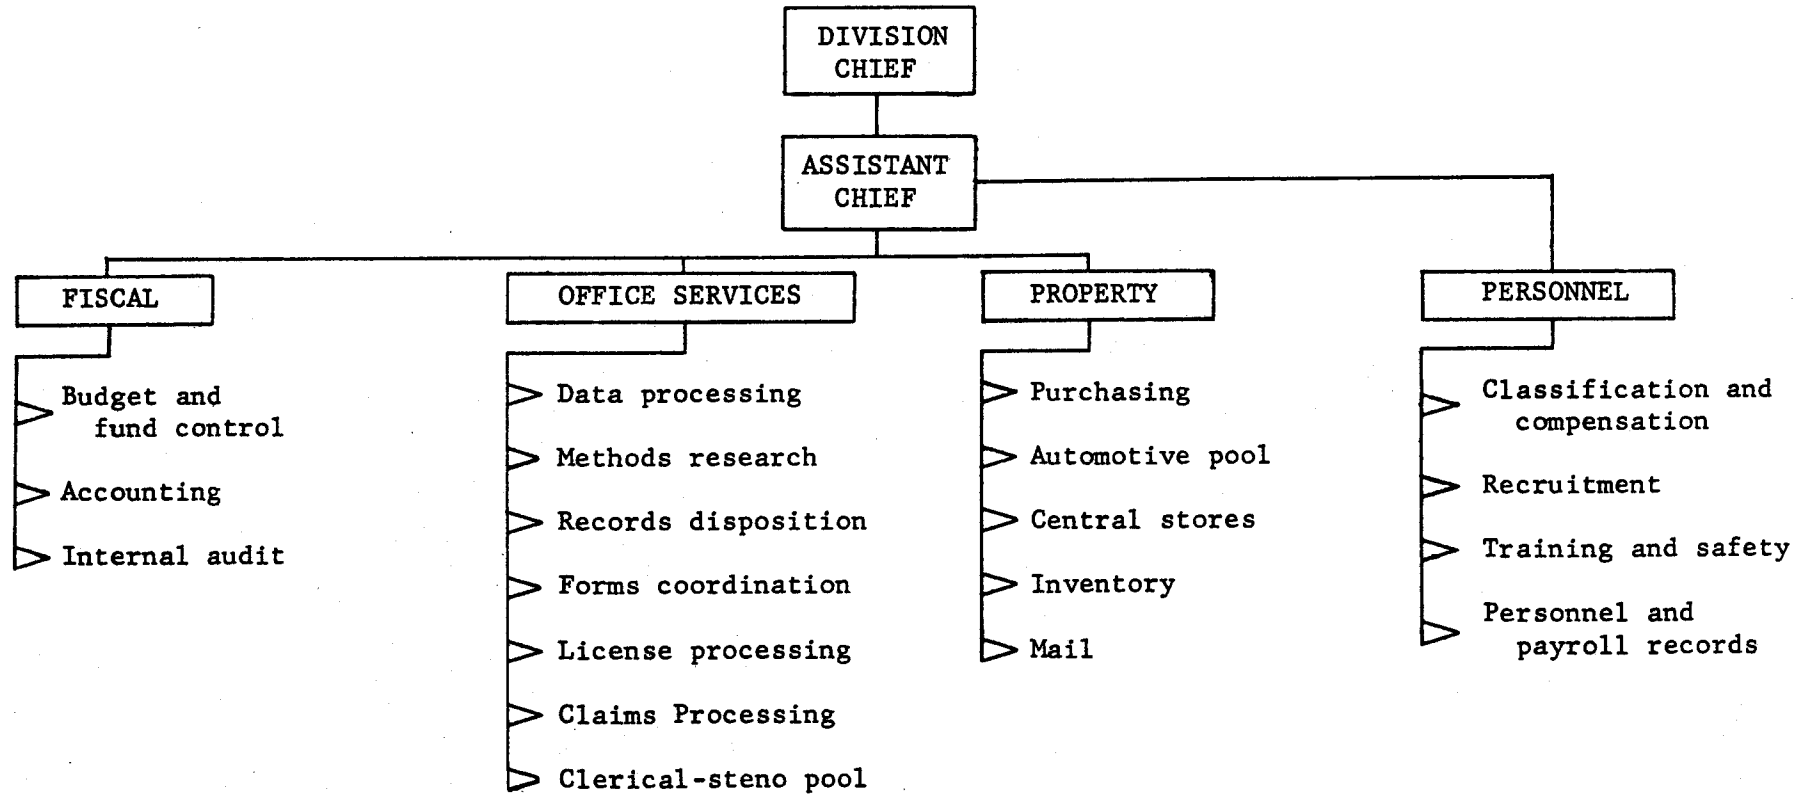 DIVISION
CHIEF
ASSISTANT
CHIEF
FISCAL
Budget and
fund control
Accounting
Internal audit
OFFICE SERVICES
Data processing
Methods research
Records disposition
Forms coordination
License processing
Claims Processing
Clerical-steno pool
PROPERTY
Purchasing
Automotive pool
Central stores
Inventory
Mail
PERSONNEL
Classification and
compensation
Recruitment
Training and safety
Personnel and
payroll records